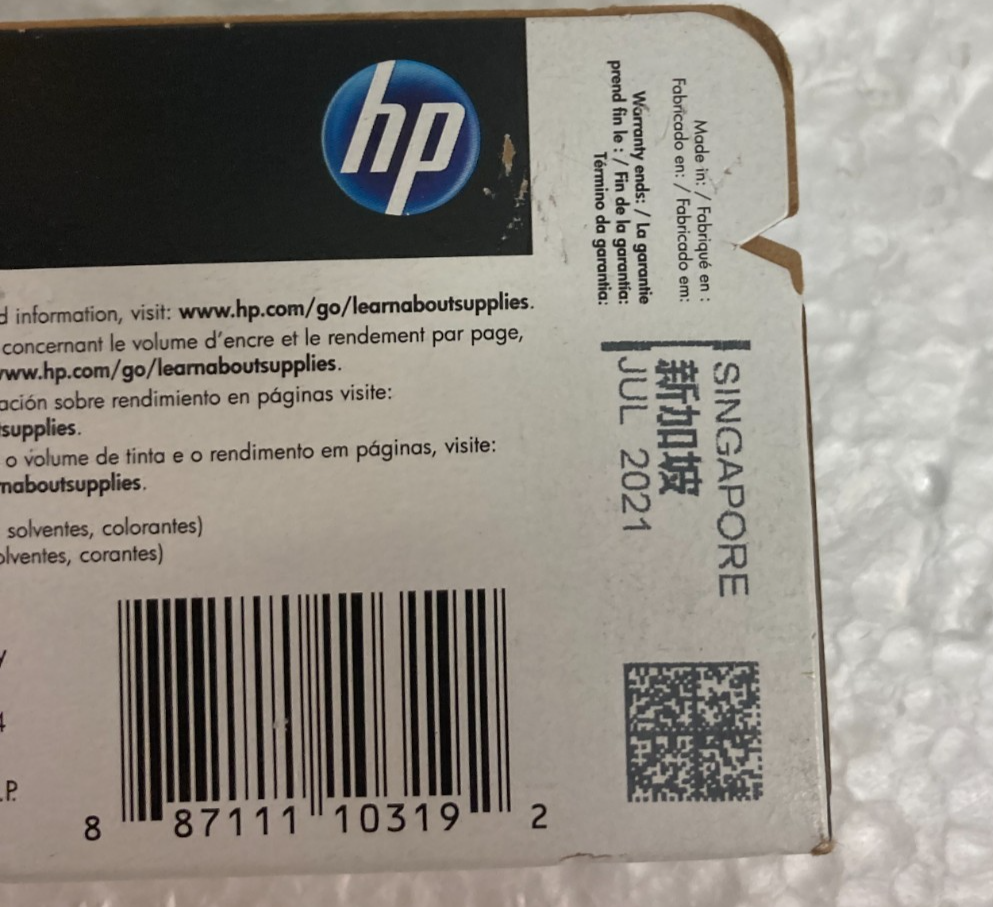 hp
information, visit: www.hp.com/go/learnaboutsupplies.
concernant le volume d'encre et le rendement par page,
www.hp.com/go/learnaboutsupplies.
ación sobre rendimiento en páginas visite:
supplies.
o volume de tinta e o rendimento em páginas, visite:
naboutsupplies.
solventes, colorantes)
olventes, corantes)
.P.
8 87111 10319 2
Made in: / Fabriqué en :
Fabricado en: / Fabricado em:
Warranty ends: / La garantie
prend fin le : / Fin de la garantía:
Término da garantia:
SINGAPORE
新加坡
JUL 2021